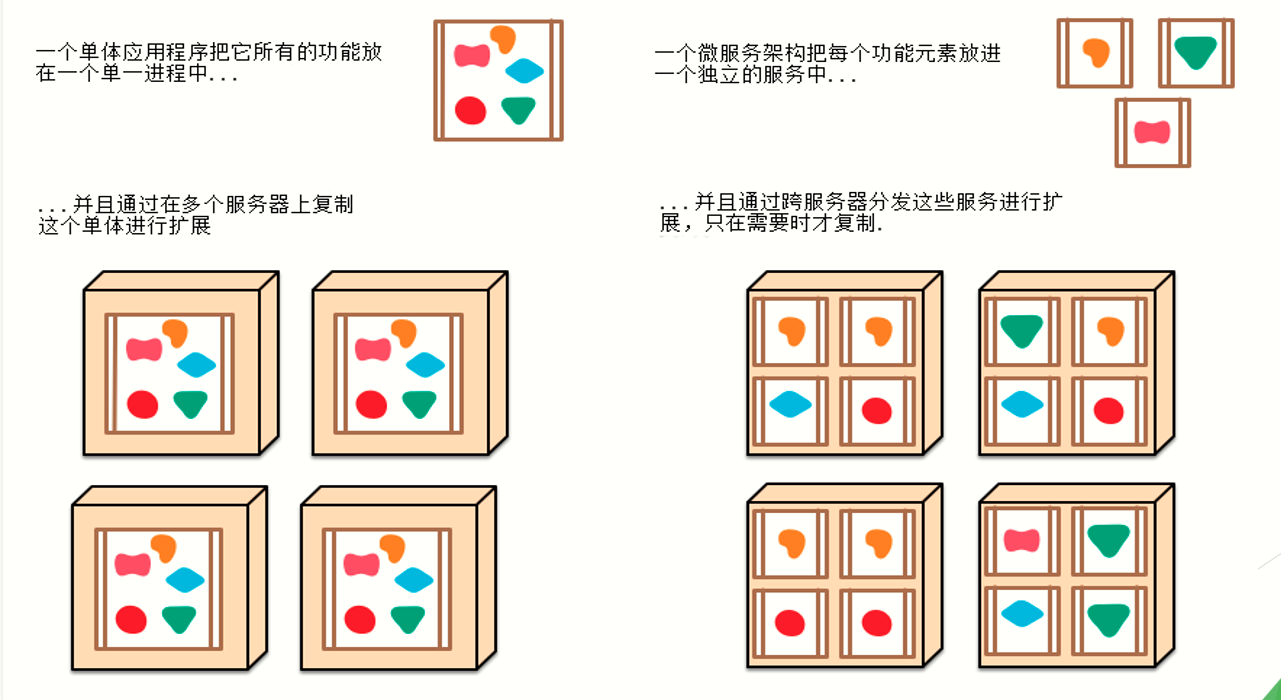 一个单体应用程序把它所有的功能放
在一个单一进程中...
一个微服务架构把每个功能元素放进
一个独立的服务中...
...并且通过在多个服务器上复制
这个单体进行扩展
...并且通过跨服务器分发这些服务进行扩
展，只在需要时才复制.